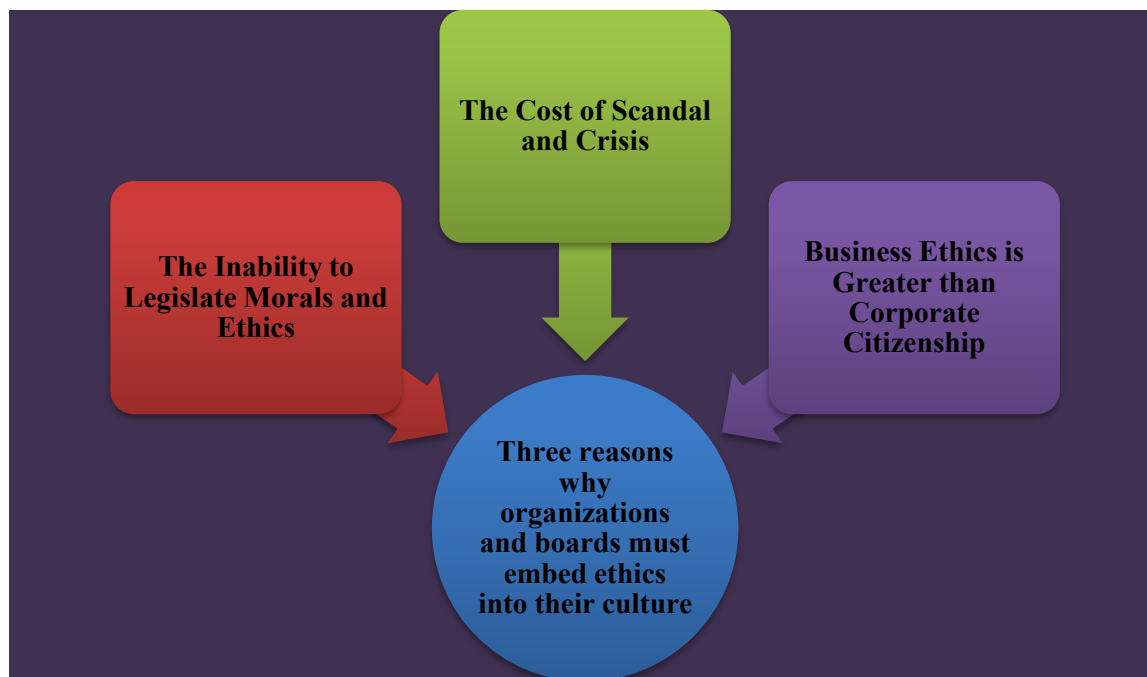 The Cost of Scandal
and Crisis
The Inability to
Legislate Morals and
Ethics
Business Ethics is
Greater than
Corporate
Citizenship
Three reasons
why
organizations
and boards must
embed ethics
into their culture